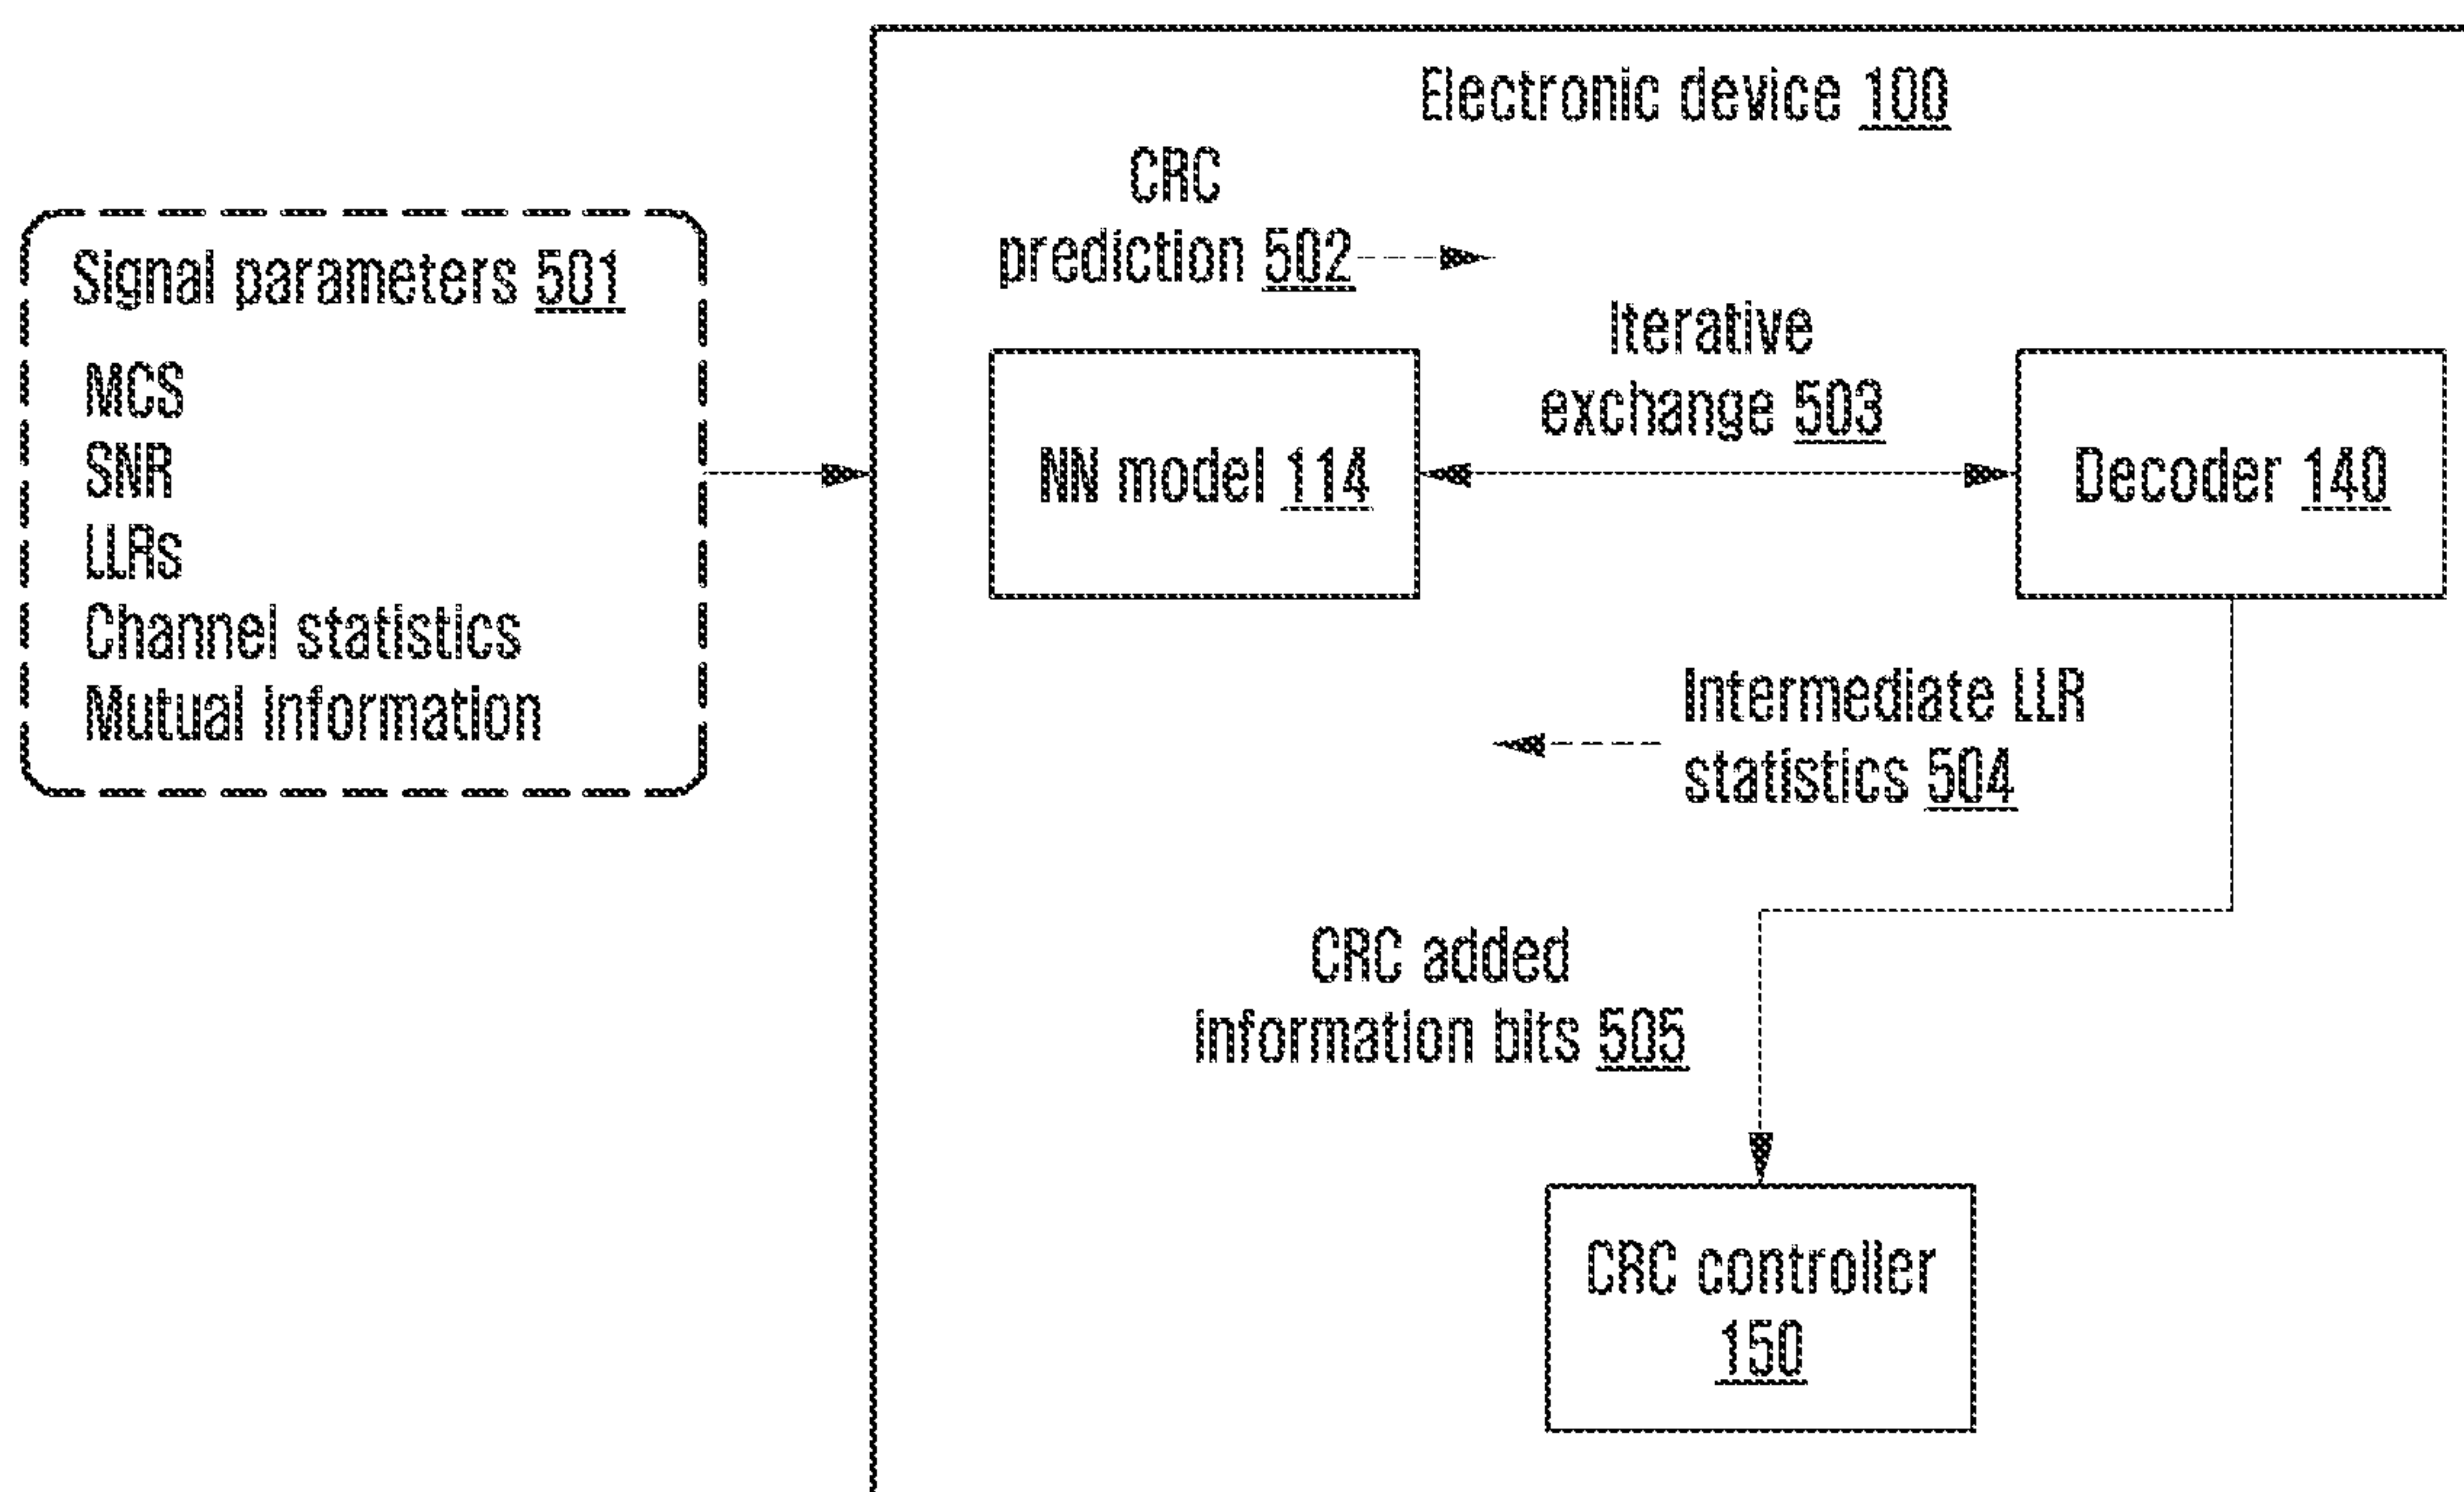 Electronic device 100
CRC
prediction 502
Signal parameters 501
MCS
SNR
LLRs
Channel statistics
Mutual information
Iterative
exchange 503
NN model 114
Decoder 140
Intermediate LLR
statistics 504
CRC added
information bits 505
CRC controller
150